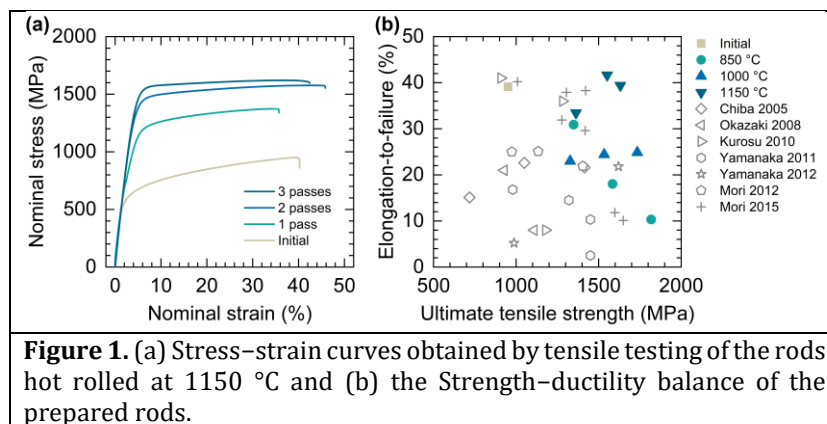 (a)
2000
1500
1000
500
0
Nominal stress (MPa)
3 passes
2 passes
1 pass
Initial
0 10 20 30 40 50
Nominal strain (%)
(b)
50
40
30
20
10
0
Elongation-to-failure (%)
500 1000 1500 2000
Ultimate tensile strength (MPa)
Initial
850 °C
1000 °C
1150 °C
Chiba 2005
Okazaki 2008
Kurosu 2010
Yamanaka 2011
Yamanaka 2012
Mori 2012
Mori 2015
Figure 1. (a) Stress−strain curves obtained by tensile testing of the rods
hot rolled at 1150 °C and (b) the Strength−ductility balance of the
prepared rods.